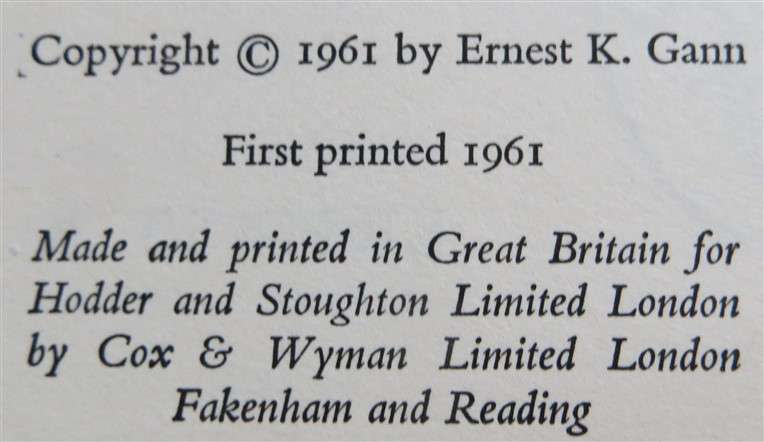 Copyright © 1961 by Ernest K. Gann
First printed 1961
Made and printed in Great Britain for
Hodder and Stoughton Limited London
by Cox & Wyman Limited London
Fakenham and Reading